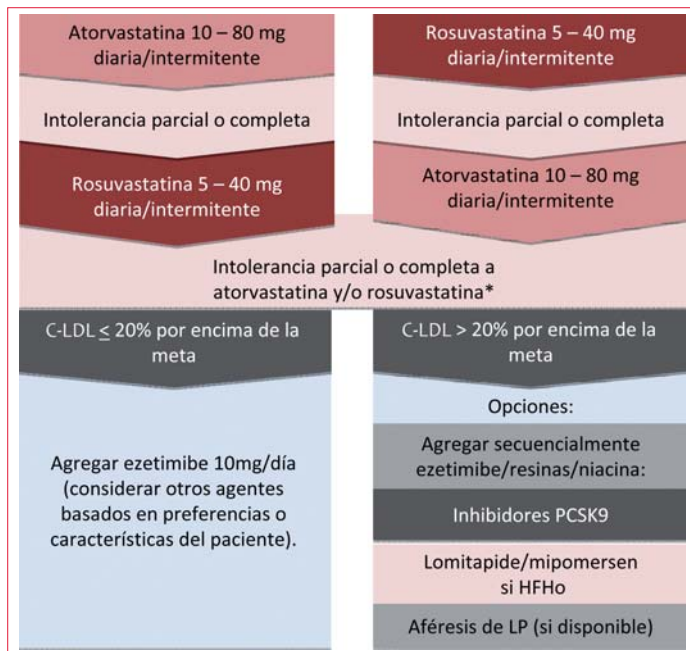 Atorvastatina 10 – 80 mg
diaria/intermitente
Intolerancia parcial o completa
Rosuvastatina 5 – 40 mg
diaria/intermitente
Rosuvastatina 5 – 40 mg
diaria/intermitente
Intolerancia parcial o completa
Atorvastatina 10 – 80 mg
diaria/intermitente
Intolerancia parcial o completa a
atorvastatina y/o rosuvastatina*
C-LDL ≤ 20% por encima de la
meta
Agregar ezetimibe 10mg/día
(considerar otros agentes
basados en preferencias o
características del paciente).
C-LDL > 20% por encima de la
meta
Opciones:
Agregar secuencialmente
ezetimibe/resinas/niacina:
Inhibidores PCSK9
Lomitapide/mipomersen
si HFHo
Aféresis de LP (si disponible)